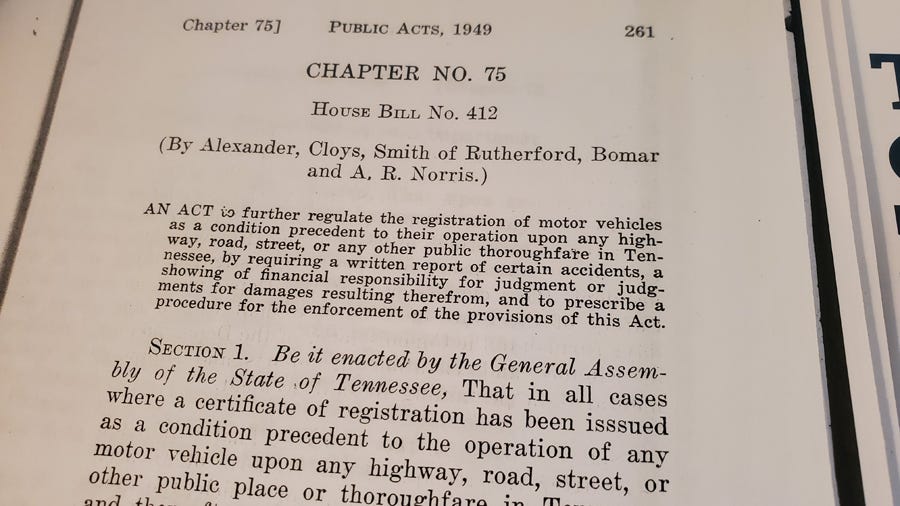 Chapter 75] PUBLIC ACTS, 1949 261
CHAPTER NO. 75
HOUSE BILL NO. 412
(By Alexander, Cloys, Smith of Rutherford, Bomar
and A. R. Norris.)
AN ACT to further regulate the registration of motor vehicles
as a condition precedent to their operation upon any high-
way, road, street, or any other public thoroughfare in Ten-
nessee, by requiring a written report of certain accidents, a
showing of financial responsibility for judgment or judg-
ments for damages resulting therefrom, and to prescribe a
procedure for the enforcement of the provisions of this Act.
SECTION 1. Be it enacted by the General Assem-
bly of the State of Tennessee, That in all cases
where a certificate of registration has been isssued
as a condition precedent to the operation of any
motor vehicle upon any highway, road, street, or
other public place or thoroughfare in
and